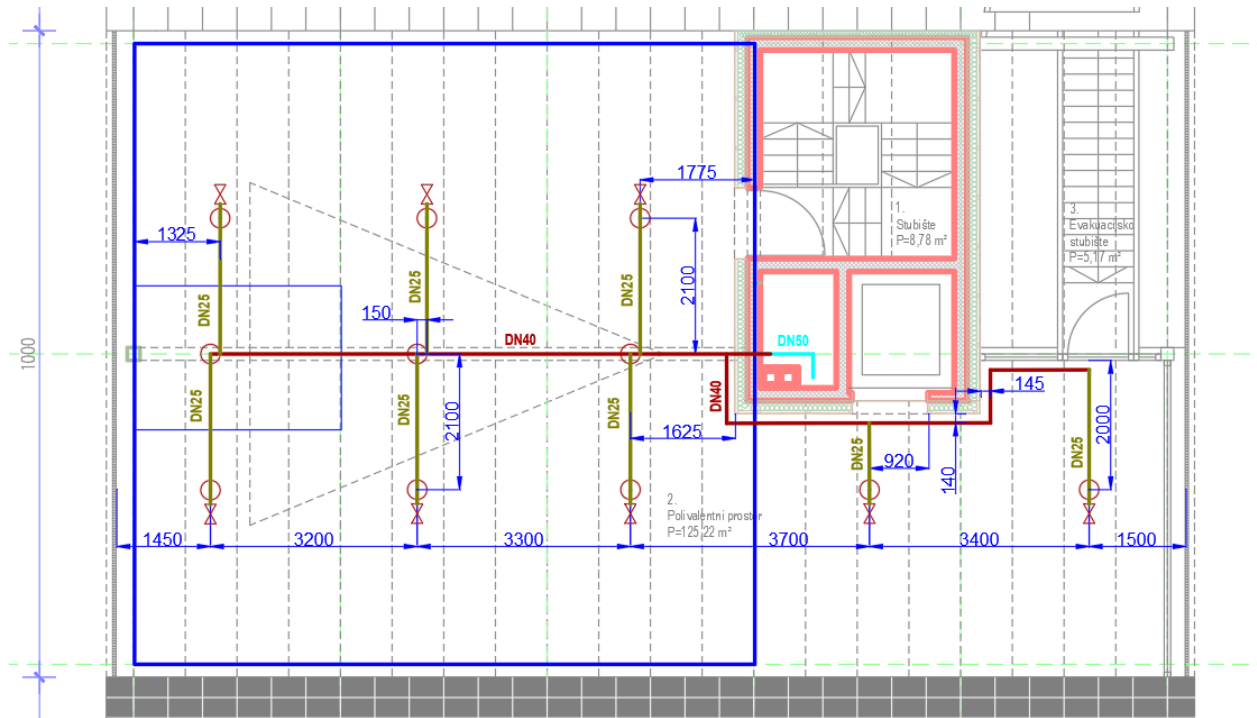 1775
1.
Stubište
P=8,78 m²
3.
Evakuacijsko
stubište
P=5,17 m²
1325
DN25
DN25
DN25
2100
150
DN40
DN50
1000
DN25
DN25
2100
DN40
145
2000
1625
DN25
920
140
DN25
2.
Polivalentni prostor
P=125,22 m²
1450
3200
3300
3700
3400
1500